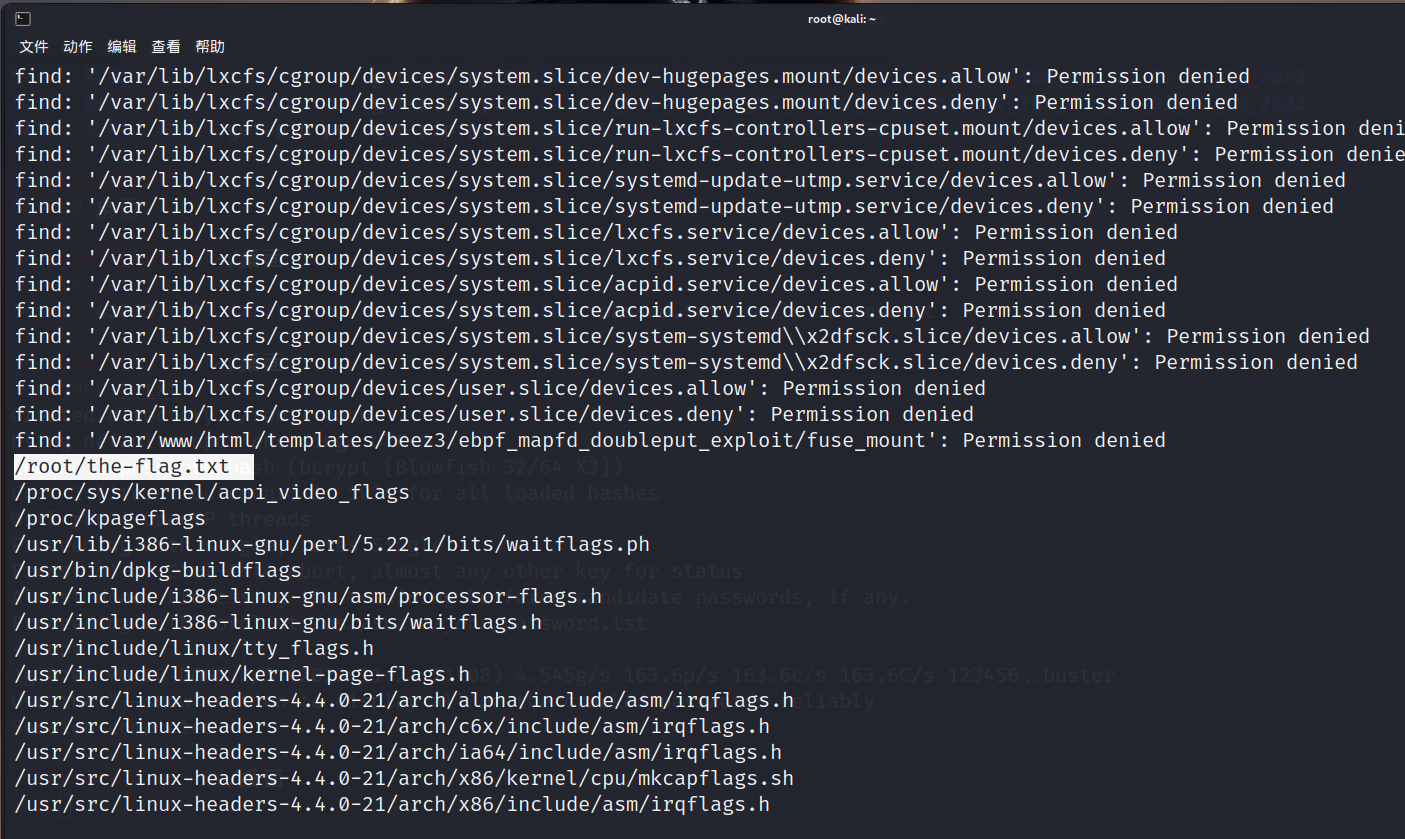 root@kali: ~
文件 动作 编辑 查看 帮助
find: '/var/lib/lxcfs/cgroup/devices/system.slice/dev-hugepages.mount/devices.allow': Permission denied
find: '/var/lib/lxcfs/cgroup/devices/system.slice/dev-hugepages.mount/devices.deny': Permission denied
find: '/var/lib/lxcfs/cgroup/devices/system.slice/run-lxcfs-controllers-cpuset.mount/devices.allow': Permission deni
find: '/var/lib/lxcfs/cgroup/devices/system.slice/run-lxcfs-controllers-cpuset.mount/devices.deny': Permission denie
find: '/var/lib/lxcfs/cgroup/devices/system.slice/systemd-update-utmp.service/devices.allow': Permission denied
find: '/var/lib/lxcfs/cgroup/devices/system.slice/systemd-update-utmp.service/devices.deny': Permission denied
find: '/var/lib/lxcfs/cgroup/devices/system.slice/lxcfs.service/devices.allow': Permission denied
find: '/var/lib/lxcfs/cgroup/devices/system.slice/lxcfs.service/devices.deny': Permission denied
find: '/var/lib/lxcfs/cgroup/devices/system.slice/acpid.service/devices.allow': Permission denied
find: '/var/lib/lxcfs/cgroup/devices/system.slice/acpid.service/devices.deny': Permission denied
find: '/var/lib/lxcfs/cgroup/devices/system.slice/system-systemd\\x2dfsck.slice/devices.allow': Permission denied
find: '/var/lib/lxcfs/cgroup/devices/system.slice/system-systemd\\x2dfsck.slice/devices.deny': Permission denied
find: '/var/lib/lxcfs/cgroup/devices/user.slice/devices.allow': Permission denied
find: '/var/lib/lxcfs/cgroup/devices/user.slice/devices.deny': Permission denied
find: '/var/www/html/templates/beez3/ebpf_mapfd_doubleput_exploit/fuse_mount': Permission denied
/root/the-flag.txt
/proc/sys/kernel/acpi_video_flags
/proc/kpageflags
/usr/lib/i386-linux-gnu/perl/5.22.1/bits/waitflags.ph
/usr/bin/dpkg-buildflags
/usr/include/i386-linux-gnu/asm/processor-flags.h
/usr/include/i386-linux-gnu/bits/waitflags.h
/usr/include/linux/tty_flags.h
/usr/include/linux/kernel-page-flags.h
/usr/src/linux-headers-4.4.0-21/arch/alpha/include/asm/irqflags.h
/usr/src/linux-headers-4.4.0-21/arch/c6x/include/asm/irqflags.h
/usr/src/linux-headers-4.4.0-21/arch/ia64/include/asm/irqflags.h
/usr/src/linux-headers-4.4.0-21/arch/x86/kernel/cpu/mkcapflags.sh
/usr/src/linux-headers-4.4.0-21/arch/x86/include/asm/irqflags.h